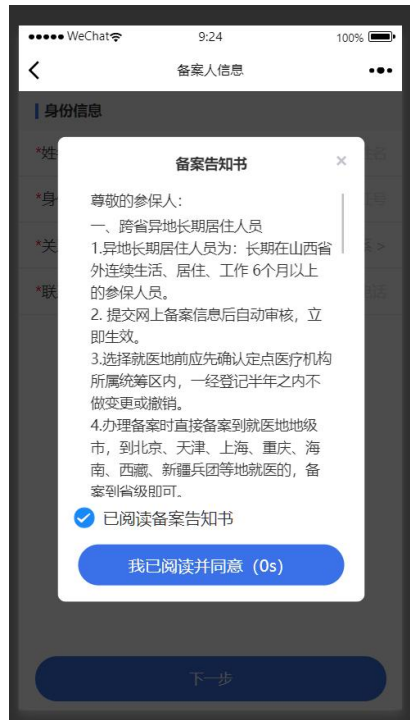 WeChat
9:24
100%
备案人信息
身份信息
*姓
*身
*关
*联
备案告知书
×
尊敬的参保人：
一、跨省异地长期居住人员
1.异地长期居住人员为：长期在山西省
外连续生活、居住、工作 6个月以上
的参保人员。
2. 提交网上备案信息后自动审核，立
即生效。
3.选择就医地前应先确认定点医疗机构
所属统筹区内，一经登记半年之内不
做变更或撤销。
4.办理备案时直接备案到就医地地级
市，到北京、天津、上海、重庆、海
南、西藏、新疆兵团等地就医的，备
案到省级即可。
已阅读备案告知书
我已阅读并同意（0s）
下一步